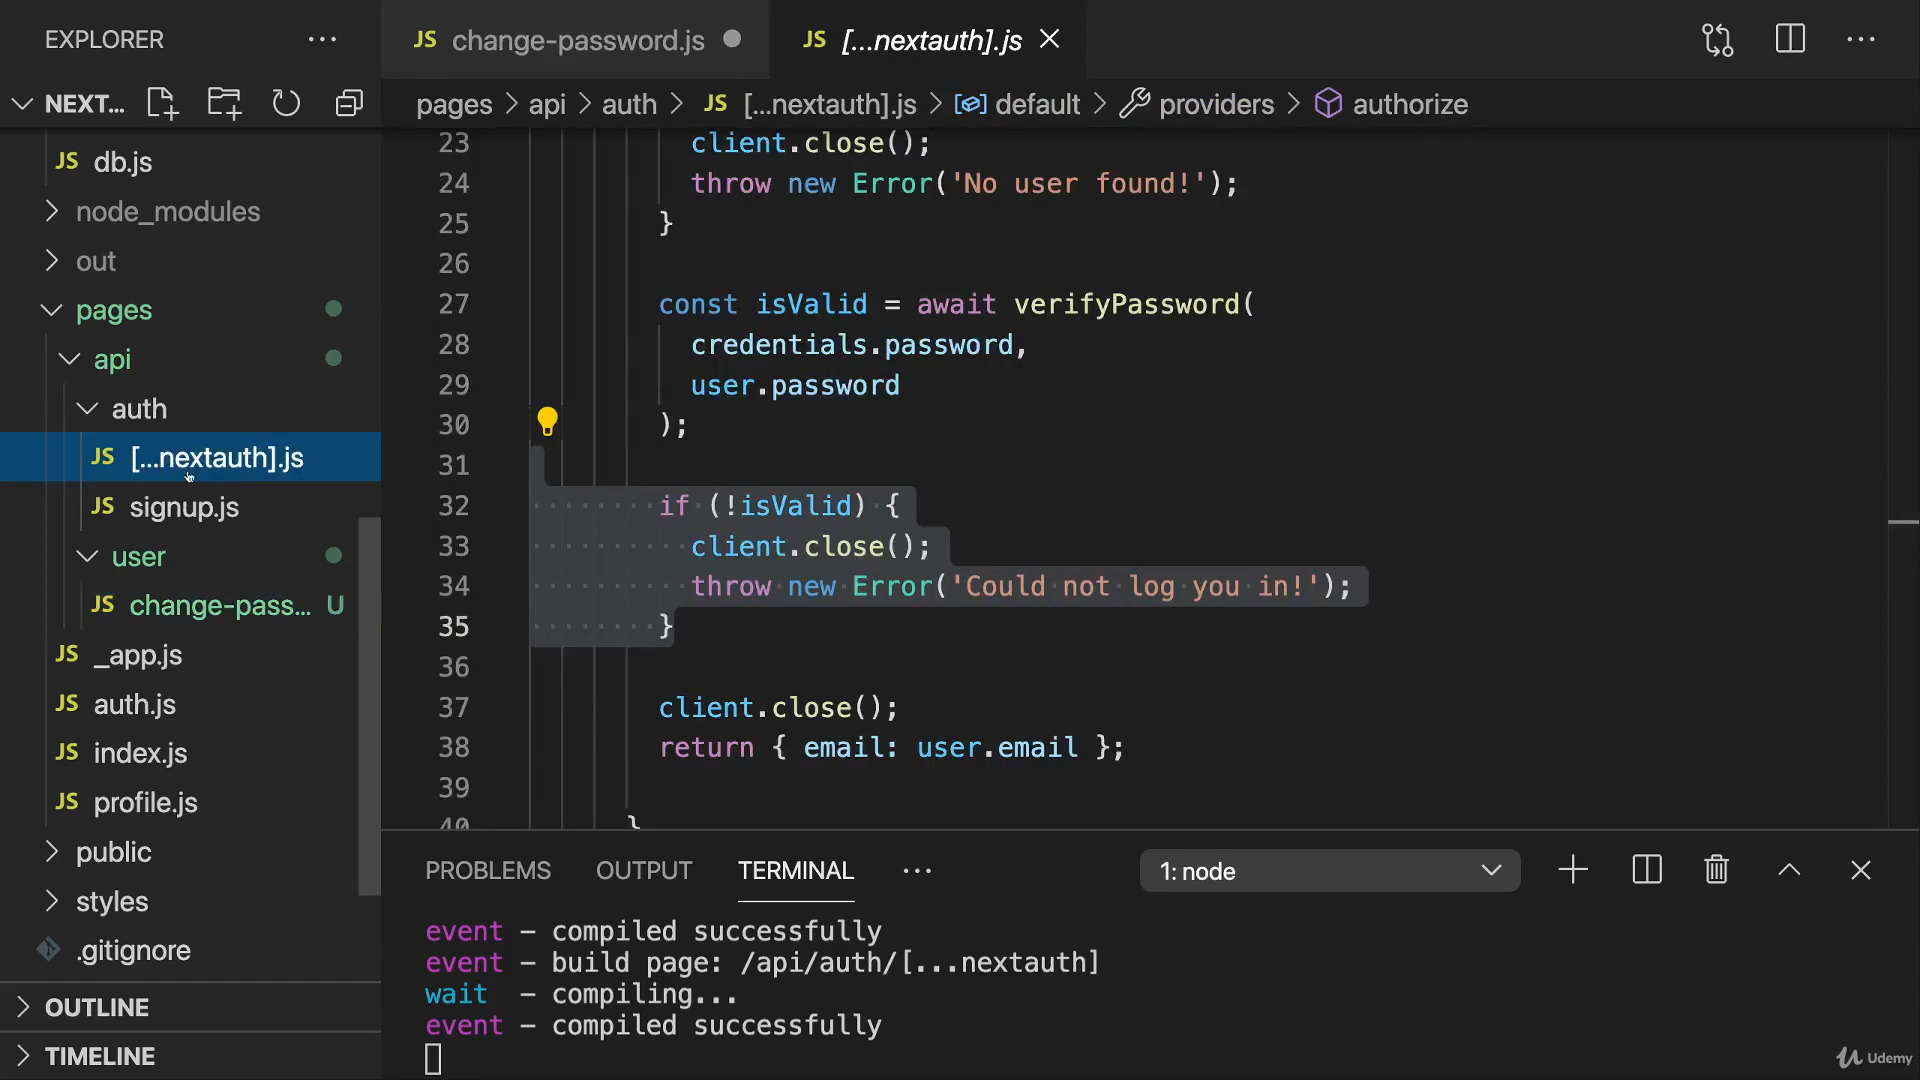 EXPLORER
JS change-password.js
JS [...nextauth].js
NEXT...
pages > api > auth > JS [...nextauth].js > default > providers > authorize
JS db.js
node_modules
out
pages
api
auth
JS [...nextauth].js
JS signup.js
user
JS change-pass... U
JS _app.js
JS auth.js
JS index.js
JS profile.js
public
styles
.gitignore
OUTLINE
TIMELINE
23 client.close();
24 throw new Error('No user found!');
25 }
26
27 const isValid = await verifyPassword(
28 credentials.password,
29 user.password
30 );
31
32 if (!isValid) {
33 client.close();
34 throw new Error('Could not log you in!');
35 }
36
37 client.close();
38 return { email: user.email };
39
40 }
PROBLEMS OUTPUT TERMINAL 1: node
event - compiled successfully
event - build page: /api/auth/[...nextauth]
wait - compiling...
event - compiled successfully
Udemy